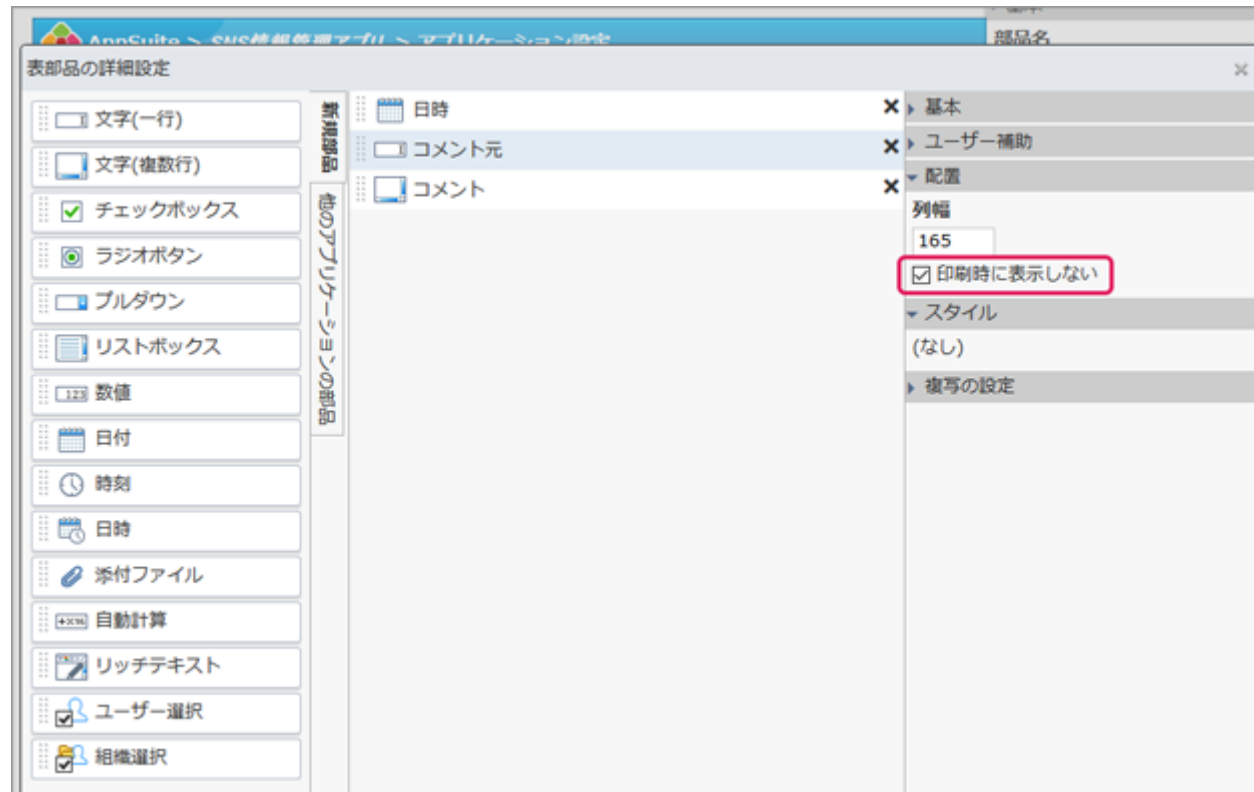 AppSuite > SNS情報管理アプリ > アプリケーション設定
部品名
表部品の詳細設定
文字(一行)
文字(複数行)
チェックボックス
ラジオボタン
プルダウン
リストボックス
数値
日付
時刻
日時
添付ファイル
自動計算
リッチテキスト
ユーザー選択
組織選択
新規部品
他のアプリケーションの部品
日時
コメント元
コメント
基本
ユーザー補助
配置
列幅
165
印刷時に表示しない
スタイル
(なし)
複写の設定